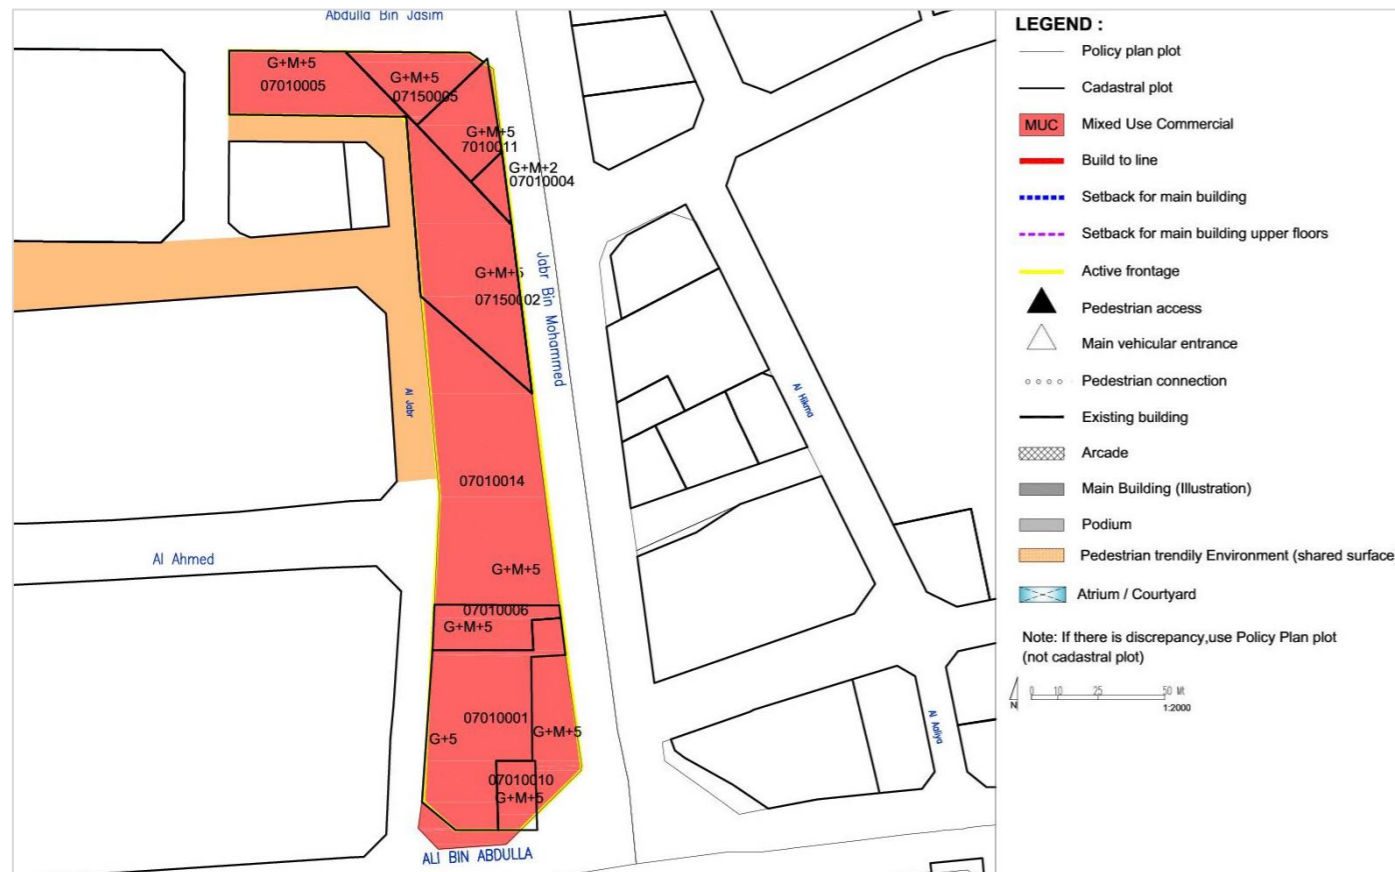 Abdulla Bin Jasim
G+M+5
07010005
G+M+5
07150005
G+M+5
7010011
G+M+2
07010004
G+M+5
07150002
Jabr Bin Mohammed
Al Jabr
Al Hikma
07010014
Al Ahmed
G+M+5
07010006
G+M+5
07010001
G+5
G+M+5
07010010
G+M+5
Al Aaliya
ALI BIN ABDULLA
LEGEND :
Policy plan plot
Cadastral plot
MUC Mixed Use Commercial
Build to line
Setback for main building
Setback for main building upper floors
Active frontage
Pedestrian access
Main vehicular entrance
Pedestrian connection
Existing building
Arcade
Main Building (Illustration)
Podium
Pedestrian trendily Environment (shared surface
Atrium / Courtyard
Note: If there is discrepancy,use Policy Plan plot
(not cadastral plot)
N 0 10 25 50 Mt
1:2000